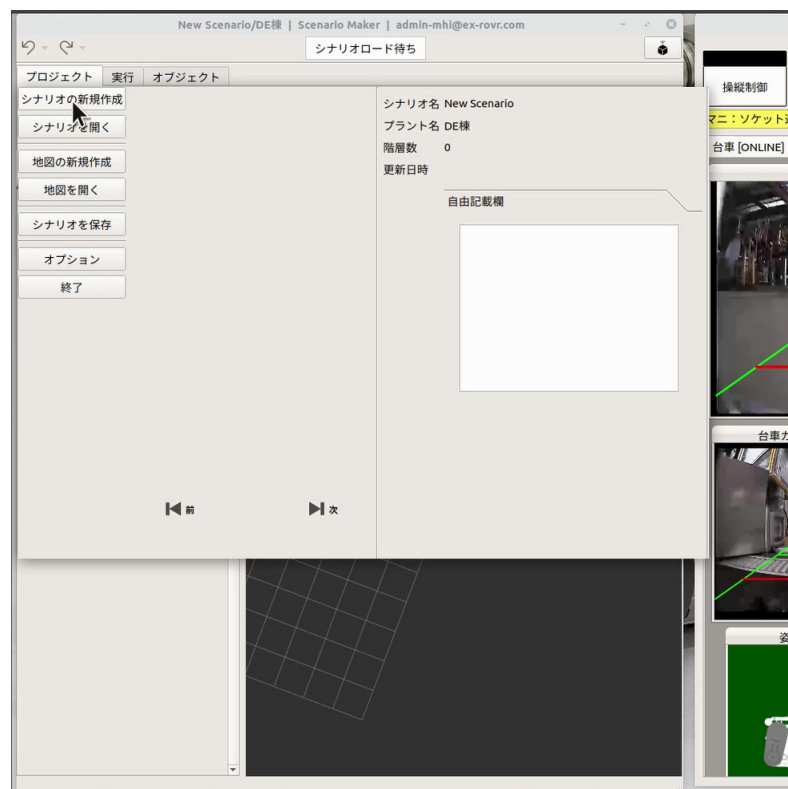 New Scenario/DE棟 | Scenario Maker | admin-mhi@ex-rovr.com
シナリオロード待ち
プロジェクト 実行 オブジェクト
シナリオの新規作成
シナリオを開く
地図の新規作成
地図を開く
シナリオを保存
オプション
終了
シナリオ名 New Scenario
プラント名 DE棟
階層数 0
更新日時
自由記載欄
前 次
操縦制御
マニ：ソケット
台車 [ONLINE]
台車カ
姿